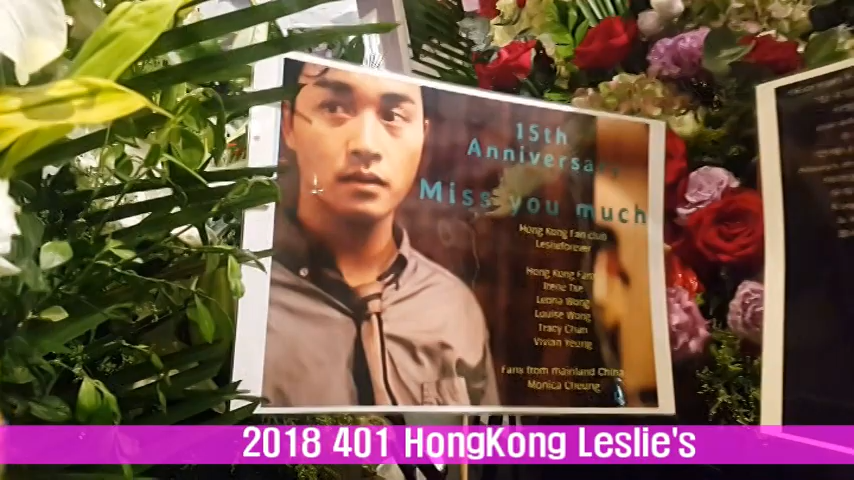 15th
Anniversary
Miss you much
Hong Kong Fan club
Leslieforever
Hong Kong Fans
Irene Tse
Leona Wong
Louise Wong
Tracy Chan
Vivian Yeung
Fans from mainland China
Monica Cheung
2018 401 HongKong Leslie's